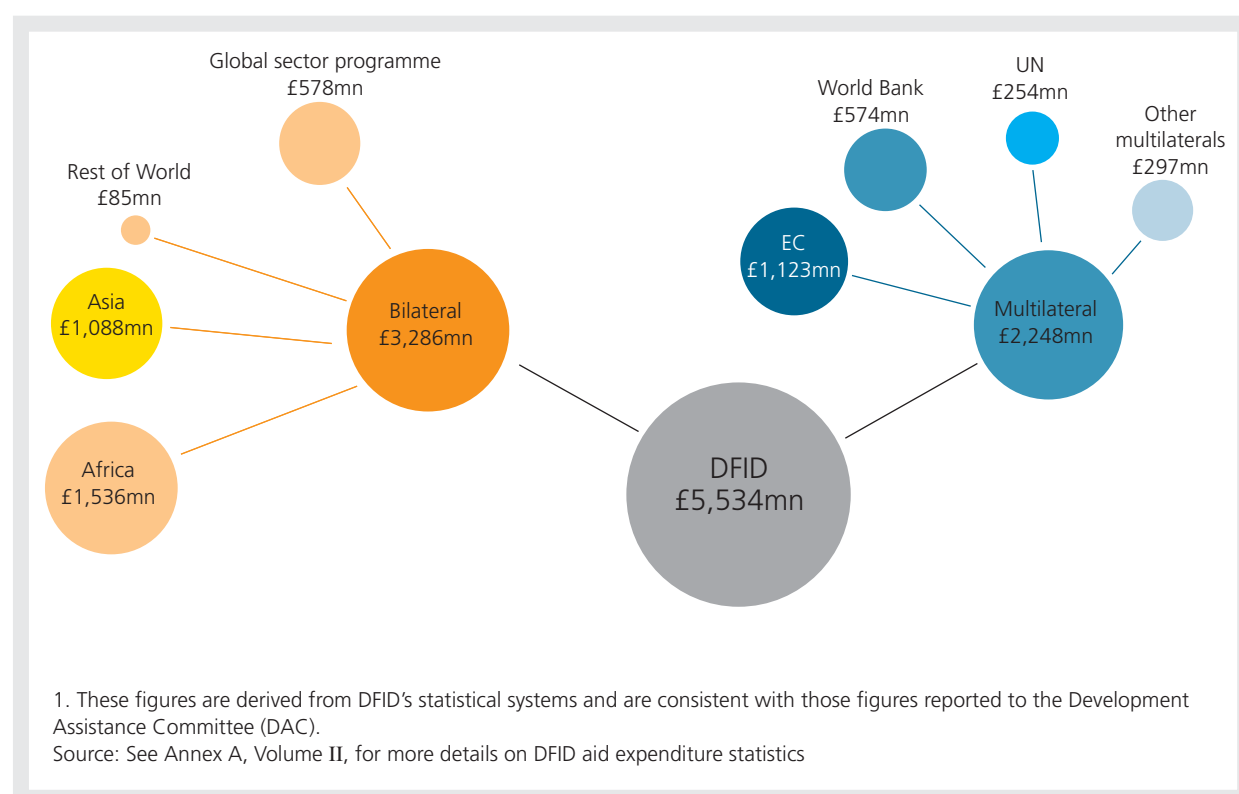 Global sector programme
£578mn
Rest of World
£85mn
Asia
£1,088mn
Africa
£1,536mn
Bilateral
£3,286mn
DFID
£5,534mn
World Bank
£574mn
UN
£254mn
Other
multilaterals
£297mn
EC
£1,123mn
Multilateral
£2,248mn
1. These figures are derived from DFID’s statistical systems and are consistent with those figures reported to the Development
Assistance Committee (DAC).
Source: See Annex A, Volume II, for more details on DFID aid expenditure statistics